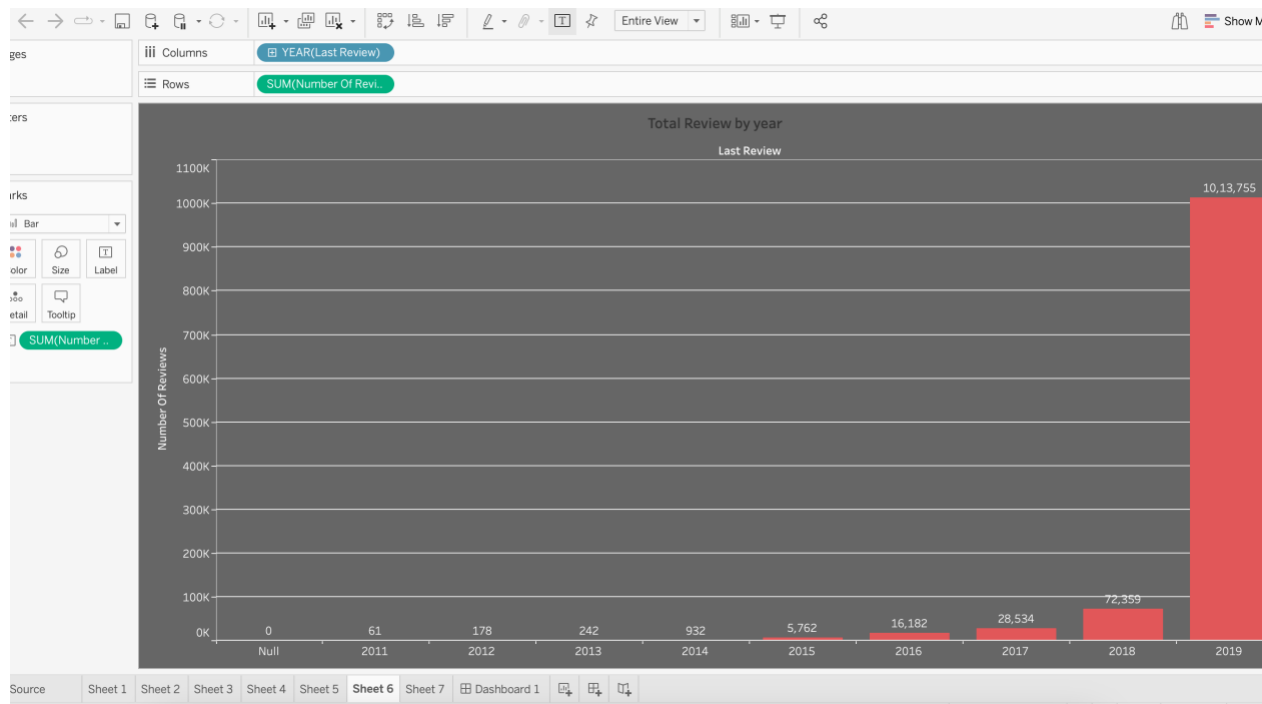 Entire View
Show M
ges
Columns
YEAR(Last Review)
Rows
SUM(Number Of Revi..
ers
Total Review by year
Last Review
1100K
1000K
900K
800K
700K
600K
500K
400K
300K
200K
100K
0K
Number Of Reviews
10,13,755
72,359
28,534
16,182
5,762
932
242
178
61
0
Null 2011 2012 2013 2014 2015 2016 2017 2018 2019
rks
Bar
olor Size Label
etail Tooltip
SUM(Number ..
Source Sheet 1 Sheet 2 Sheet 3 Sheet 4 Sheet 5 Sheet 6 Sheet 7 Dashboard 1